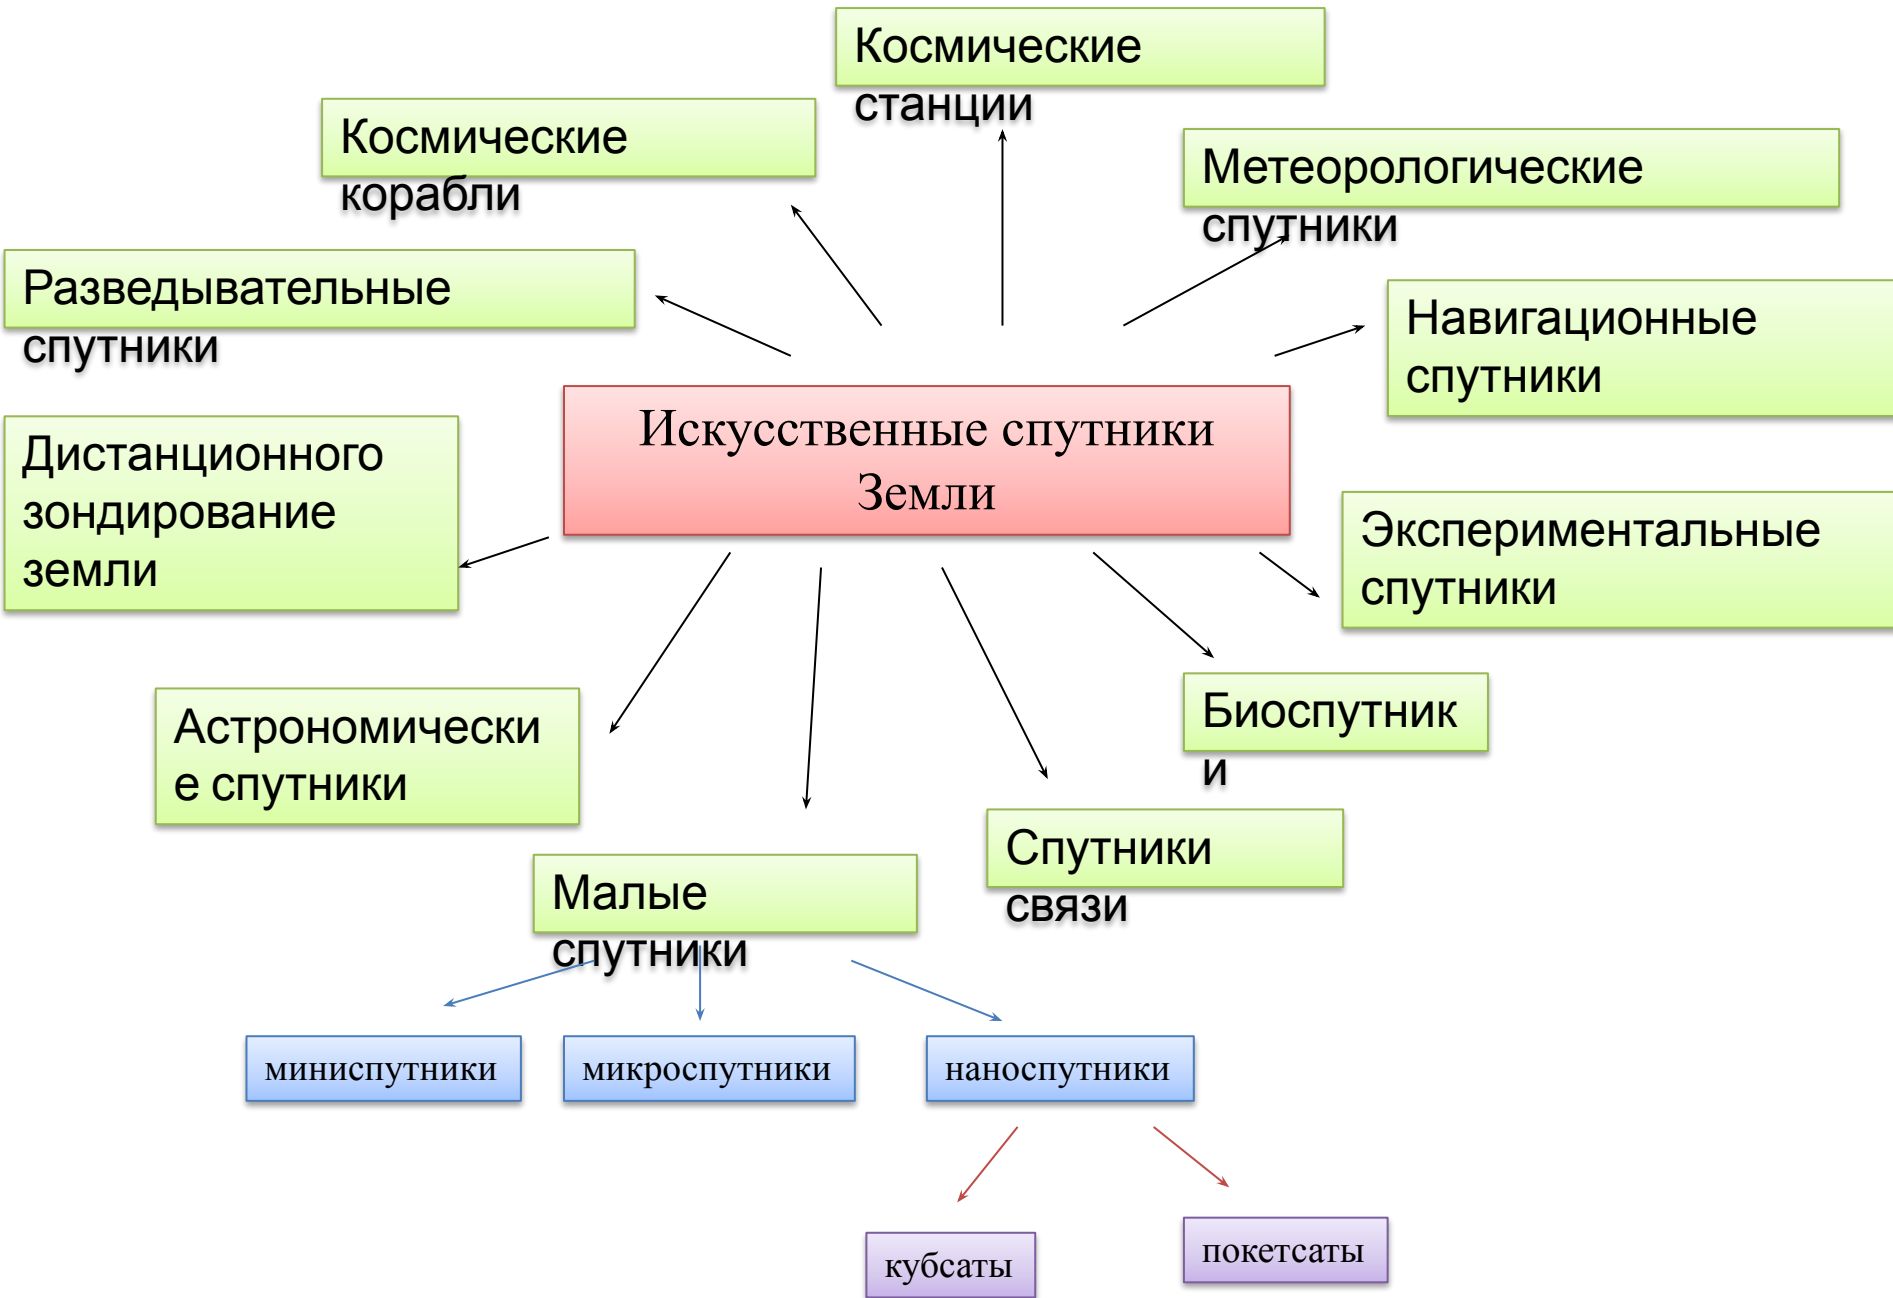 Космические
станции
Космические
корабли
Метеорологические
спутники
Разведывательные
спутники
Навигационные
спутники
Искусственные спутники
Земли
Дистанционного
зондирование
земли
Экспериментальные
спутники
Астрономически
е спутники
Биоспутник
и
Спутники
связи
Малые
спутники
миниспутники
микроспутники
наноспутники
кубсаты
покетсаты